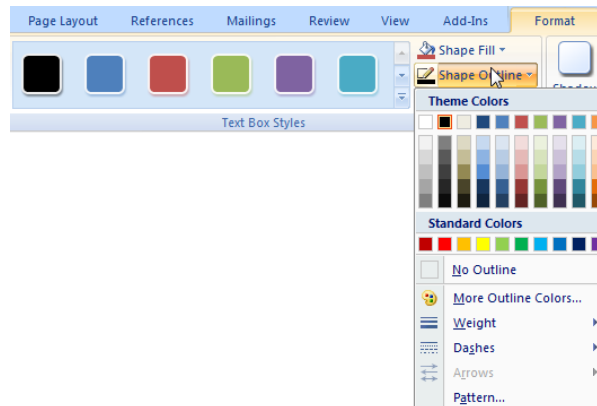 Page Layout References Mailings Review View Add-Ins Format
Shape Fill
Shape Outline
Text Box Styles
Theme Colors
Standard Colors
No Outline
More Outline Colors...
Weight
Dashes
Arrows
Pattern...